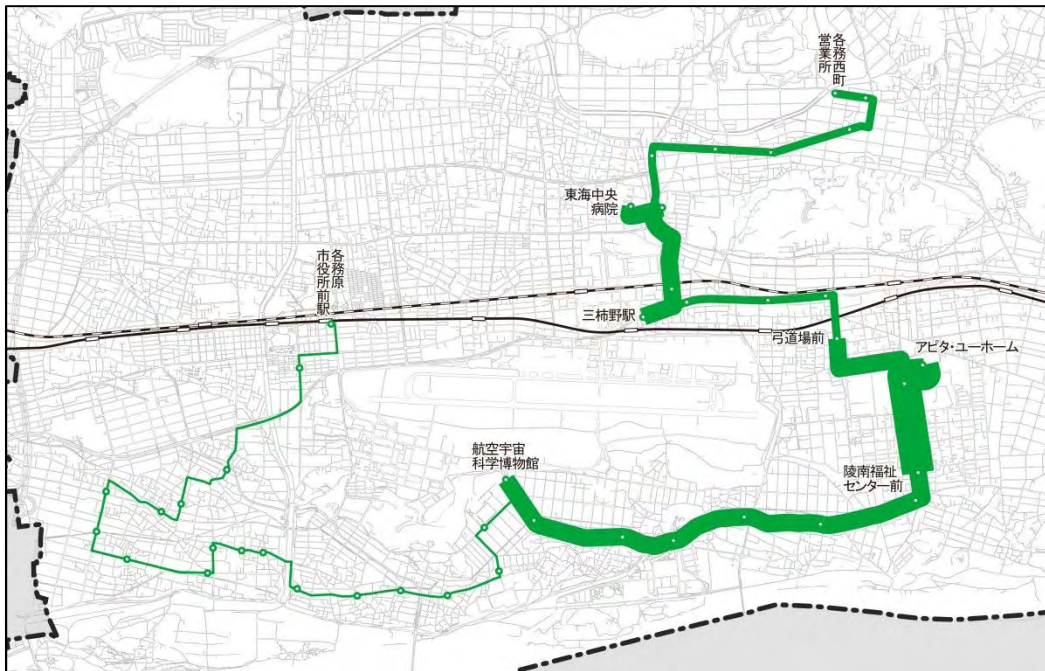 各務西町
営業所
東海中央
病院
各務原
市役所前駅
三柿野駅
弓道場前
アピタ・ユーホーム
航空宇宙
科学博物館
陵南福祉
センター前